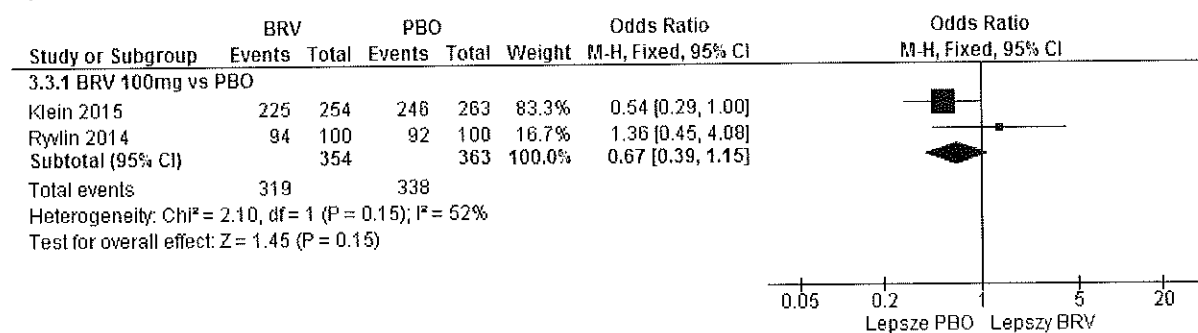 BRV PBO Odds Ratio Odds Ratio
Study or Subgroup Events Total Events Total Weight M-H, Fixed, 95% CI M-H, Fixed, 95% CI
3.3.1 BRV 100mg vs PBO
Klein 2015 225 254 246 263 83.3% 0.54 [0.29, 1.00]
Ryvlin 2014 94 100 92 100 16.7% 1.36 [0.45, 4.08]
Subtotal (95% CI) 354 363 100.0% 0.67 [0.39, 1.15]
Total events 319 338
Heterogeneity: Chi² = 2.10, df = 1 (P = 0.15); I² = 52%
Test for overall effect: Z = 1.45 (P = 0.15)
0.05 0.2 1 5 20
Lepsze PBO Lepszy BRV